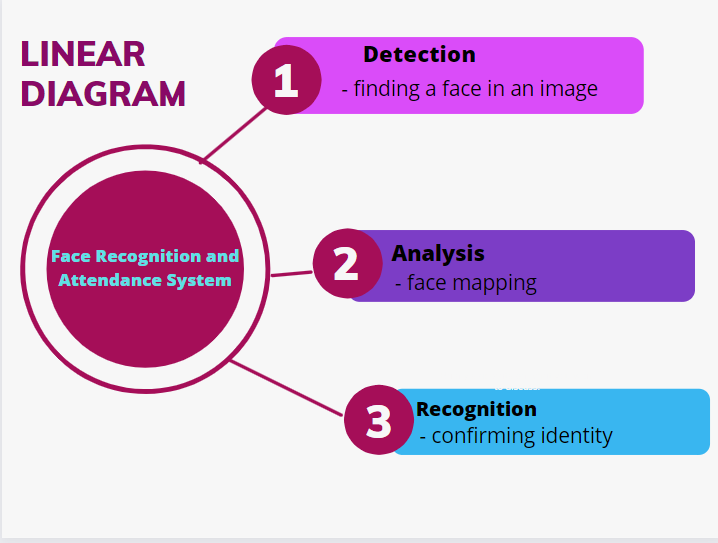 LINEAR
DIAGRAM
1
Detection
- finding a face in an image
Face Recognition and
Attendance System
2
Analysis
- face mapping
3
Recognition
- confirming identity